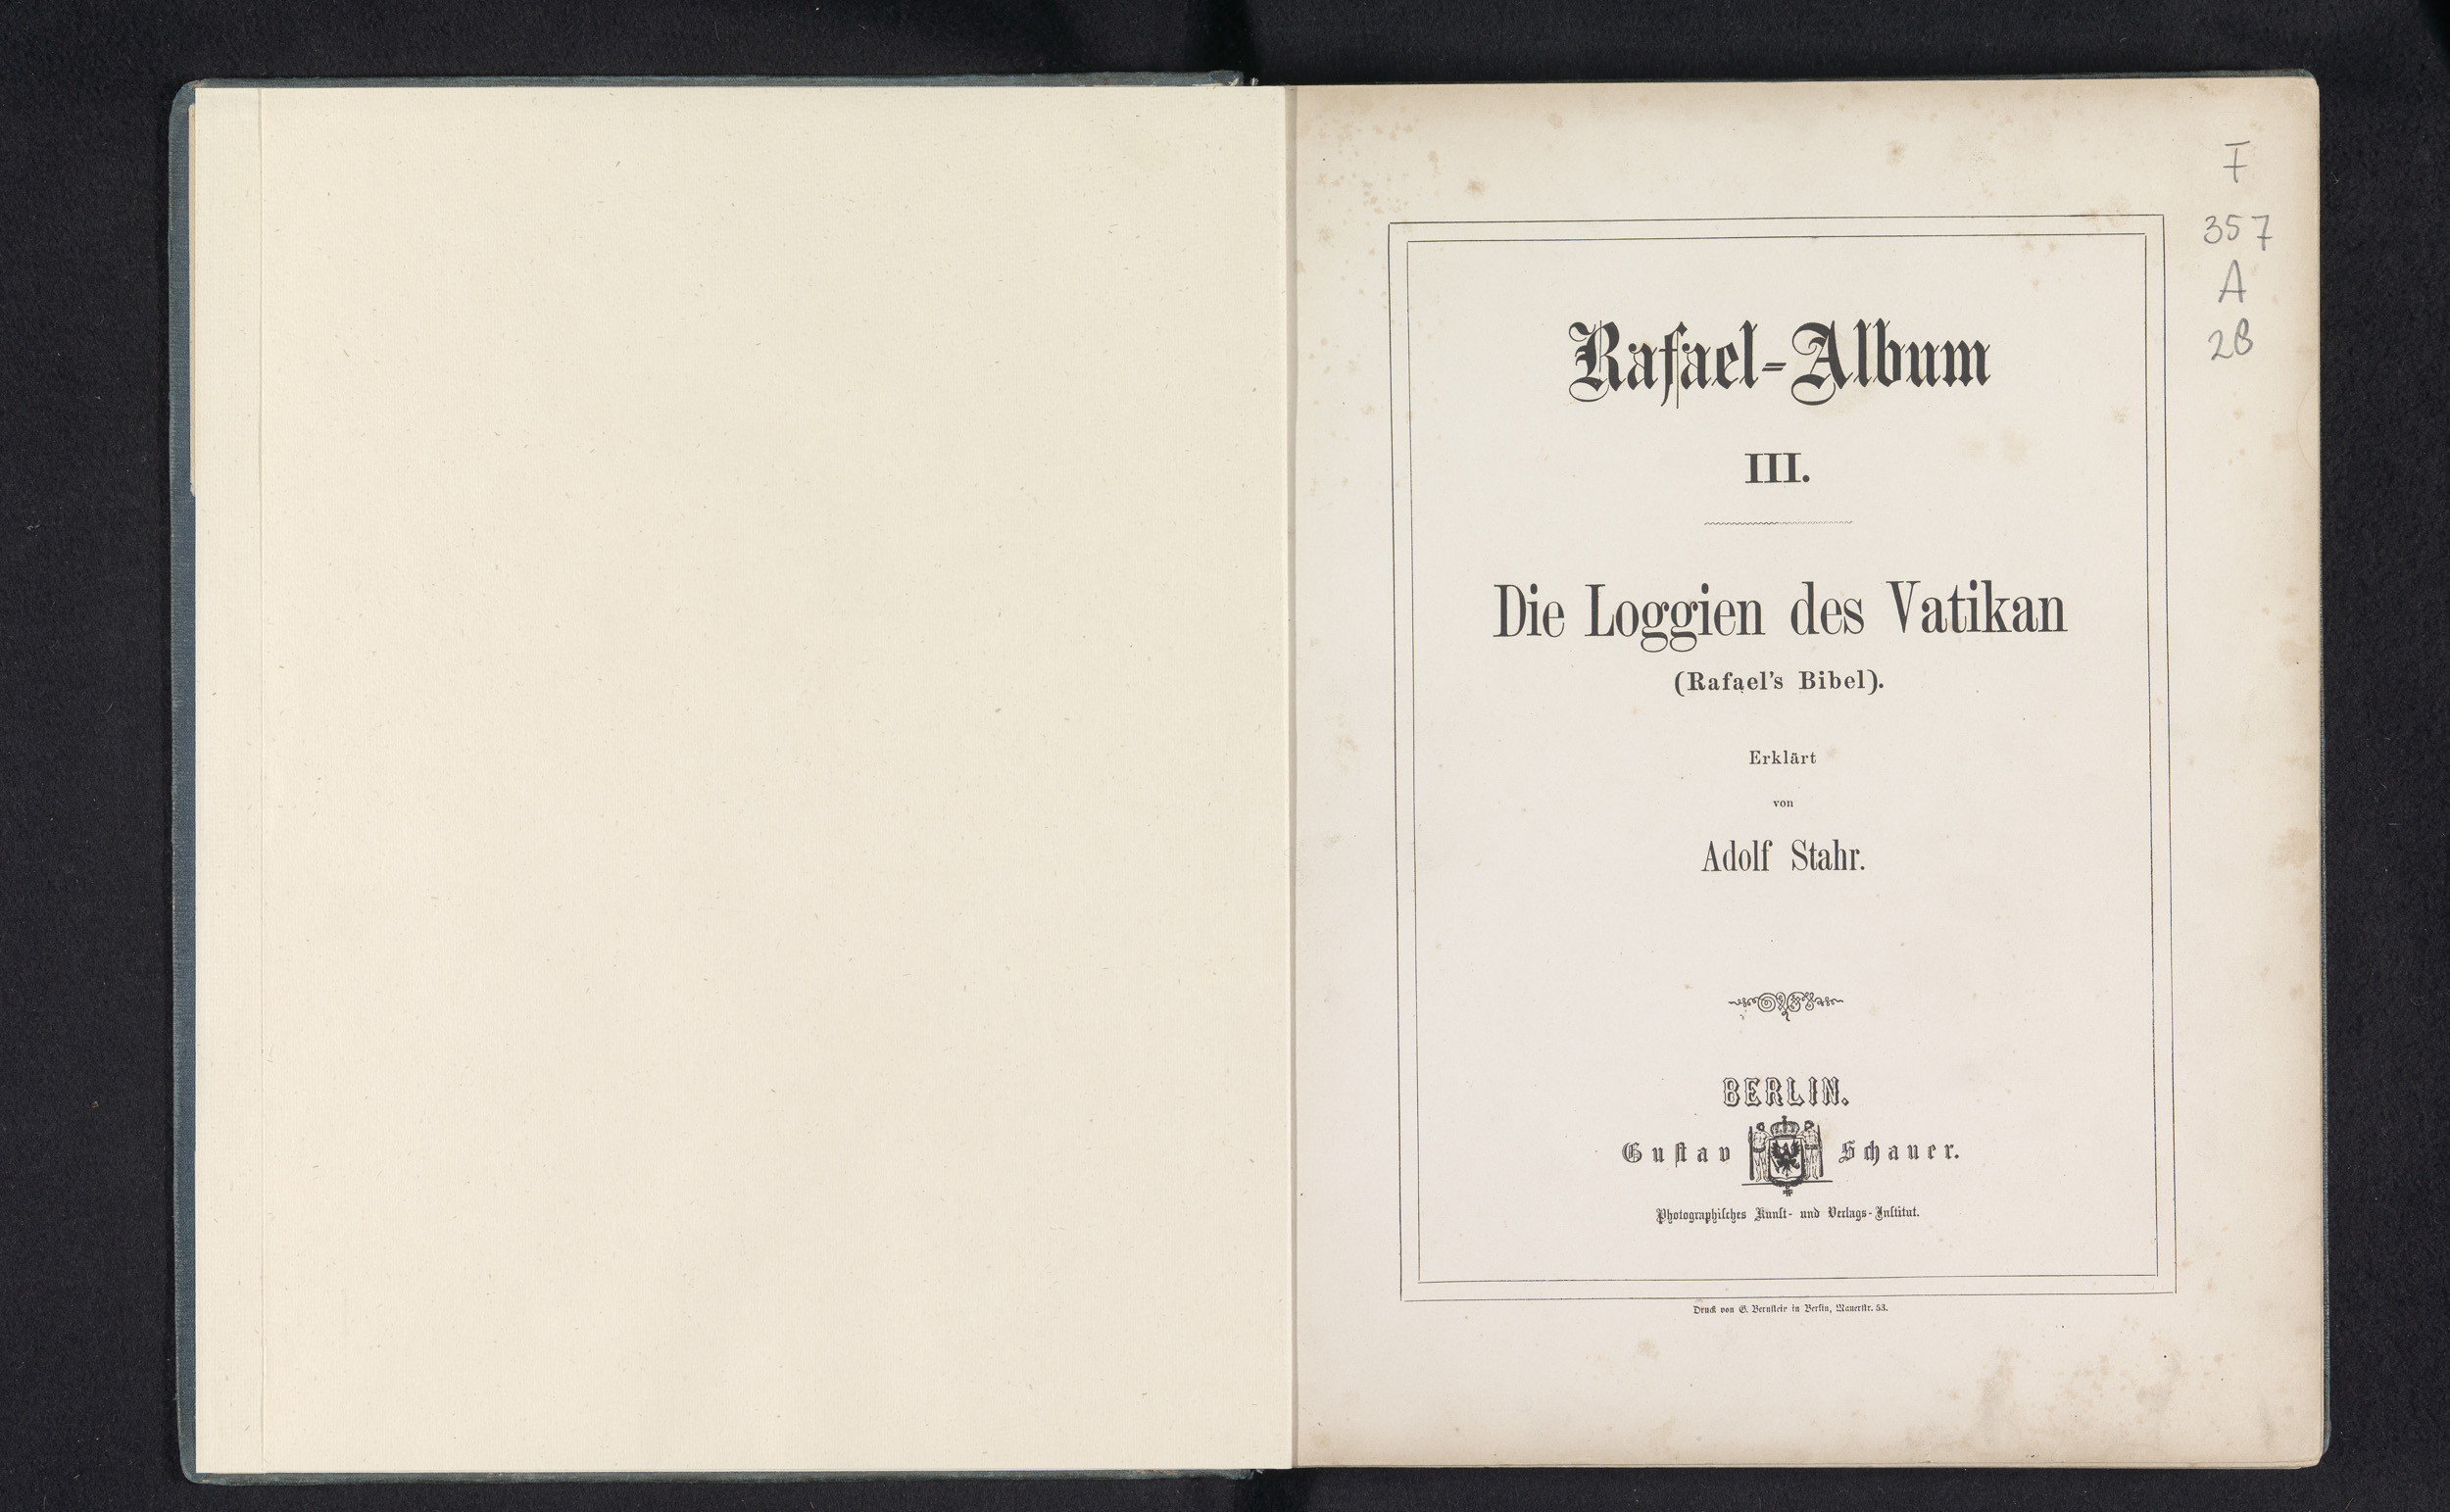 F
357
A
28
Rafael-Album
III.
Die Loggien des Vatikan
(Rafael's Bibel).
Erklärt
von
Adolf Stahr.
BERLIN.
Gustav Schauer.
Photographisches Kunst- und Verlags-Institut.
Druck von G. Bernstein in Berlin, Mauerstr. 53.